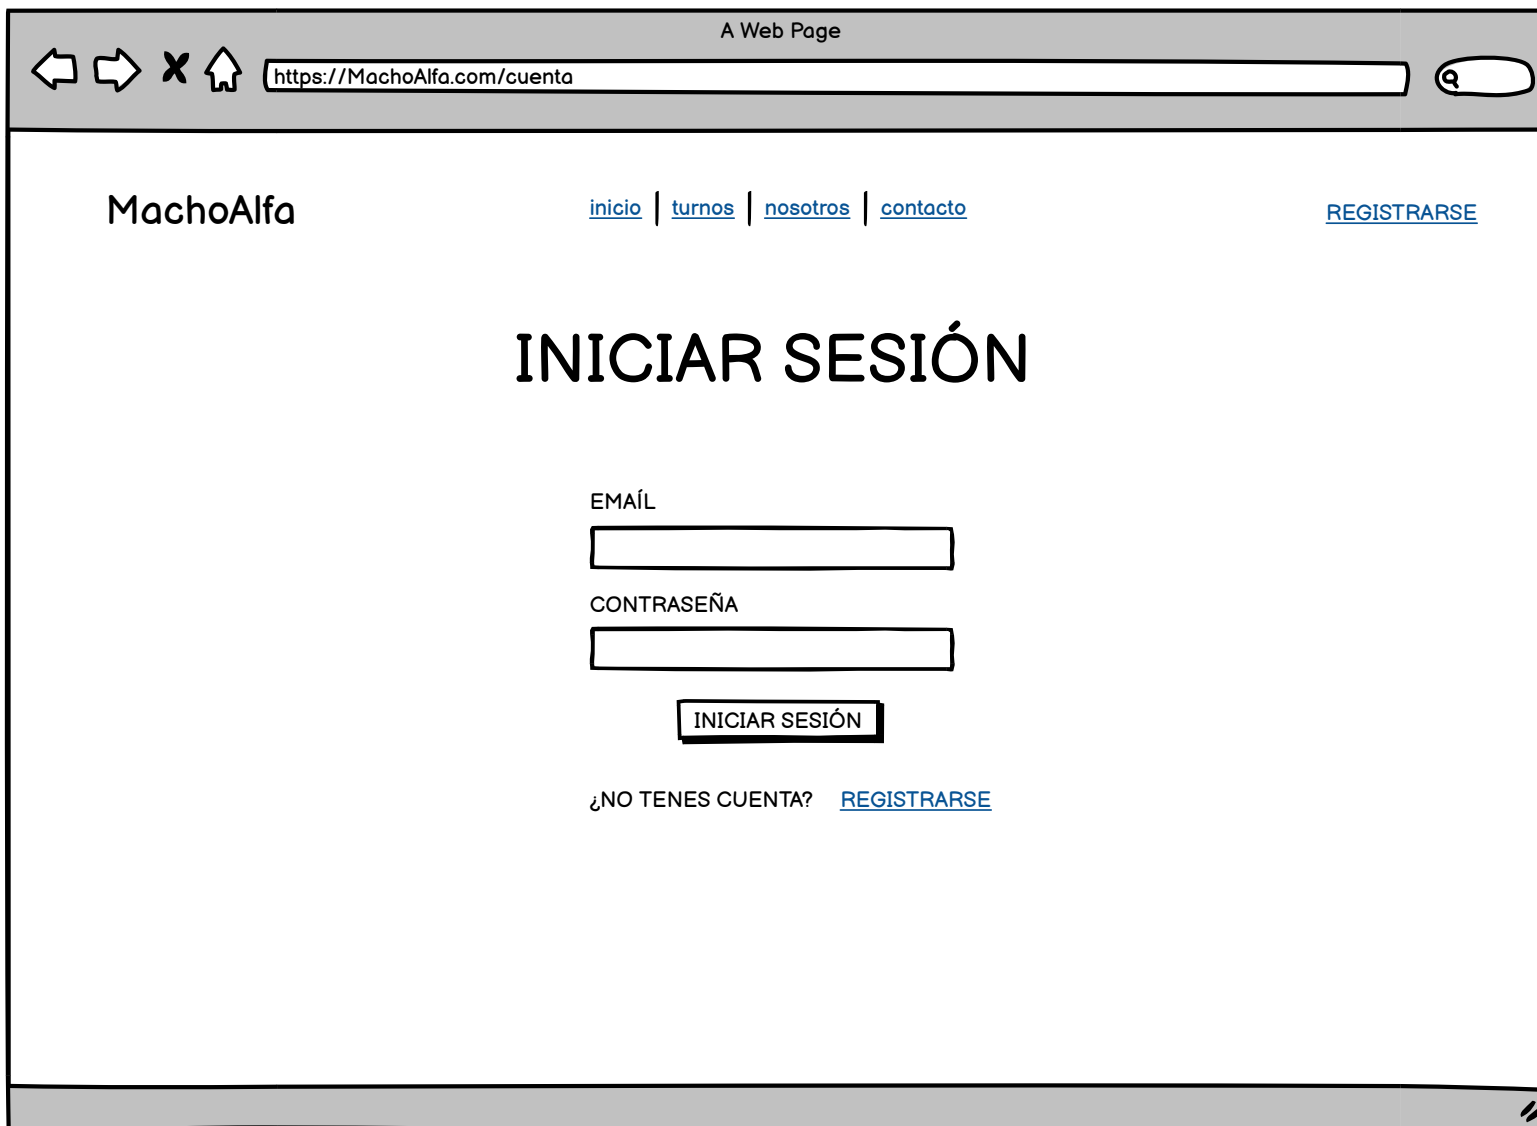 A Web Page
https://MachoAlfa.com/cuenta
MachoAlfa
inicio | turnos | nosotros | contacto
REGISTRARSE
INICIAR SESIÓN
EMAÍL
CONTRASEÑA
INICIAR SESIÓN
¿NO TENES CUENTA? REGISTRARSE